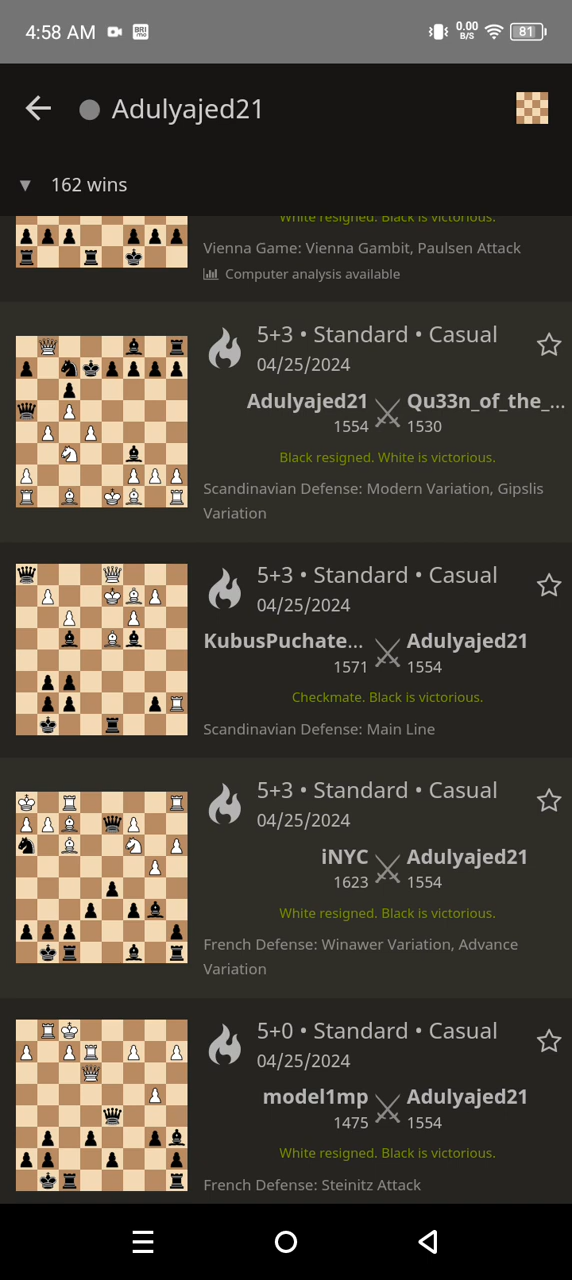 4:58 AM
BRI
mo
0.00
B/S
81
Adulyajed21
▼ 162 wins
White resigned. Black is victorious.
Vienna Game: Vienna Gambit, Paulsen Attack
Computer analysis available
5+3 • Standard • Casual
04/25/2024
Adulyajed21 Qu33n_of_the_...
1554 1530
Black resigned. White is victorious.
Scandinavian Defense: Modern Variation, Gipslis
Variation
5+3 • Standard • Casual
04/25/2024
KubusPuchate... Adulyajed21
1571 1554
Checkmate. Black is victorious.
Scandinavian Defense: Main Line
5+3 • Standard • Casual
04/25/2024
iNYC Adulyajed21
1623 1554
White resigned. Black is victorious.
French Defense: Winawer Variation, Advance
Variation
5+0 • Standard • Casual
04/25/2024
model1mp Adulyajed21
1475 1554
White resigned. Black is victorious.
French Defense: Steinitz Attack